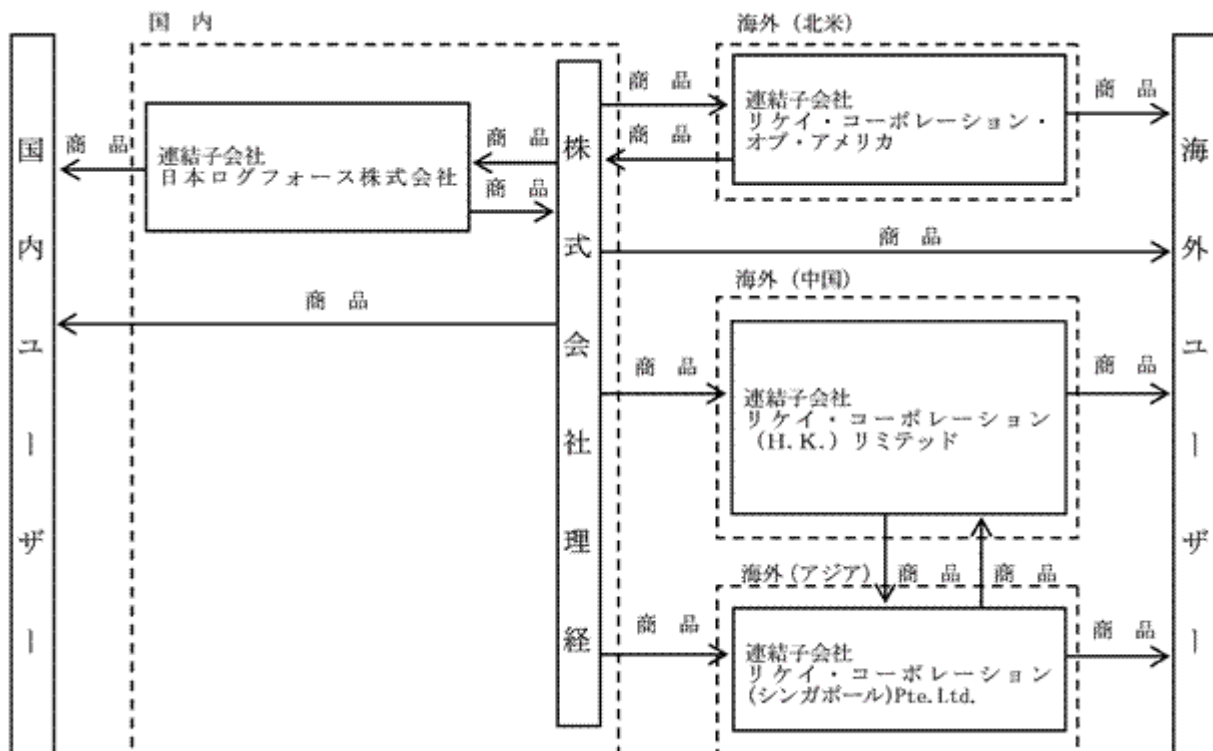 国 内
海外（北米）
国内ユーザー
商 品
連結子会社
日本ログフォース株式会社
商 品
商 品
株式会社理経
商 品
商 品
連結子会社
リケイ・コーポレーション・
オブ・アメリカ
商 品
海外ユーザー
商 品
商 品
海外（中国）
商 品
連結子会社
リケイ・コーポレーション
（H.K.）リミテッド
商 品
海外（アジア）
商 品
商 品
商 品
連結子会社
リケイ・コーポレーション
(シンガポール)Pte.Ltd.
商 品